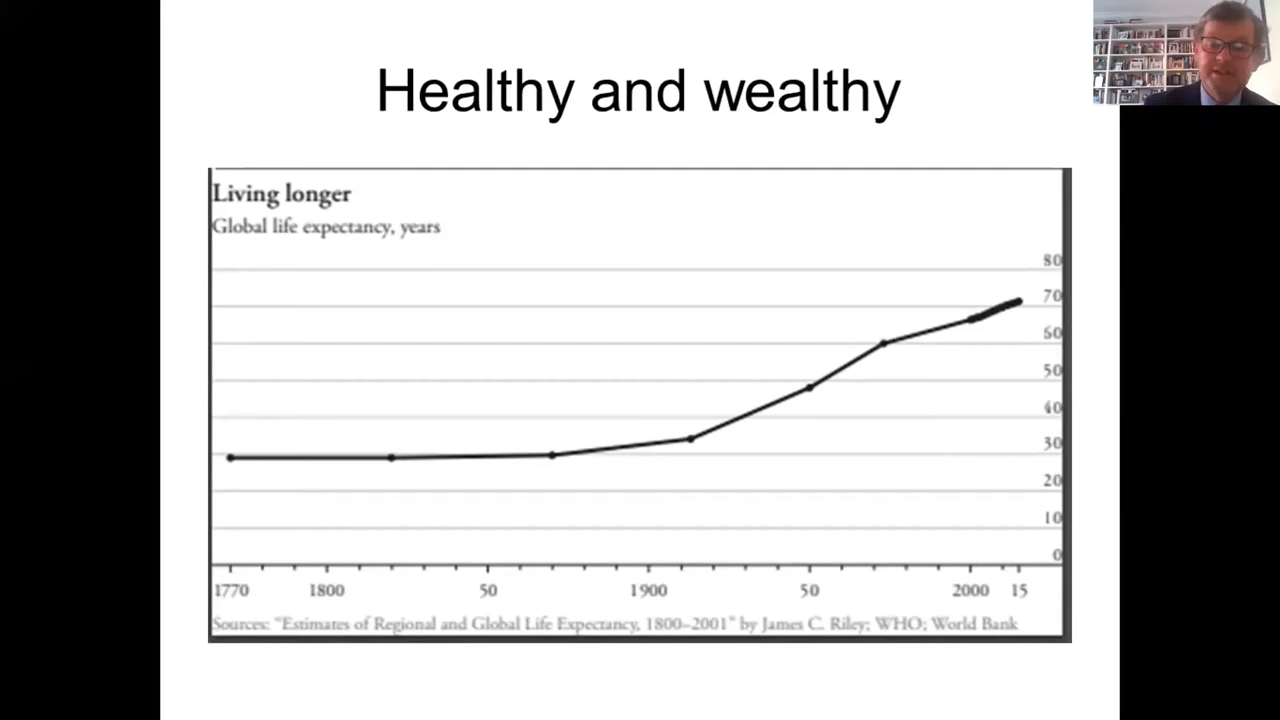 Healthy and wealthy
Living longer
Global life expectancy, years
80
70
60
50
40
30
20
10
0
1770 1800 50 1900 50 2000 15
Sources: "Estimates of Regional and Global Life Expectancy, 1800–2001" by James C. Riley; WHO; World Bank